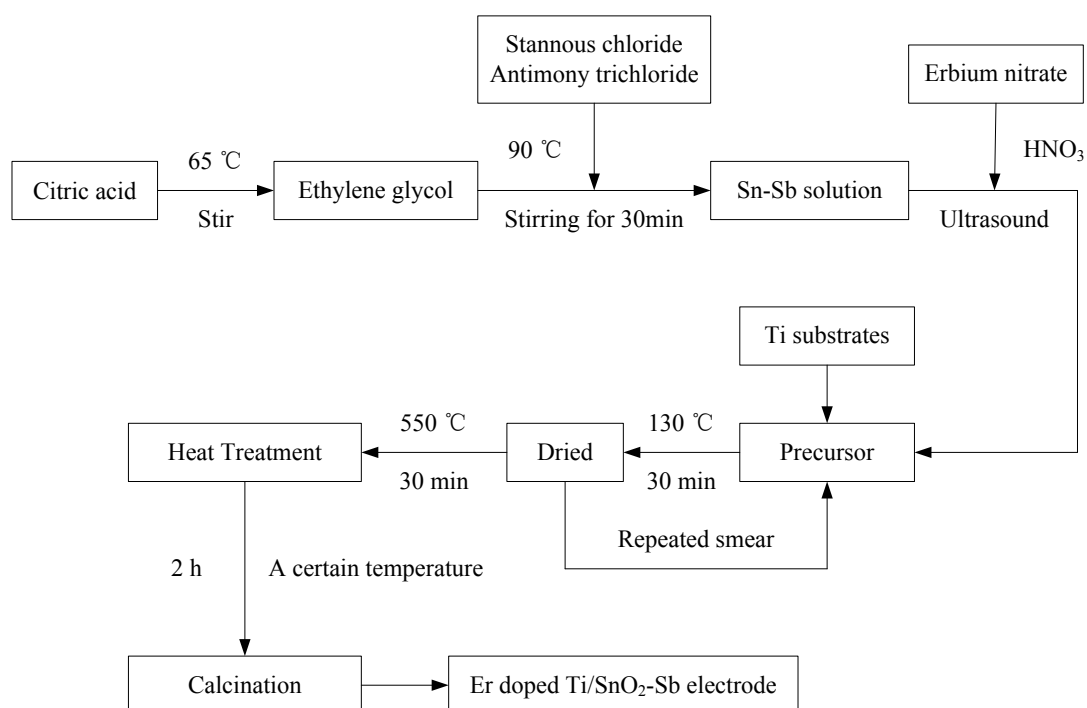 Stannous chloride
Antimony trichloride
Erbium nitrate
65 ℃
90 ℃
HNO₃
Citric acid
Ethylene glycol
Sn-Sb solution
Stir
Stirring for 30min
Ultrasound
Ti substrates
550 ℃
130 ℃
Heat Treatment
Dried
Precursor
30 min
30 min
Repeated smear
2 h
A certain temperature
Calcination
Er doped Ti/SnO₂-Sb electrode